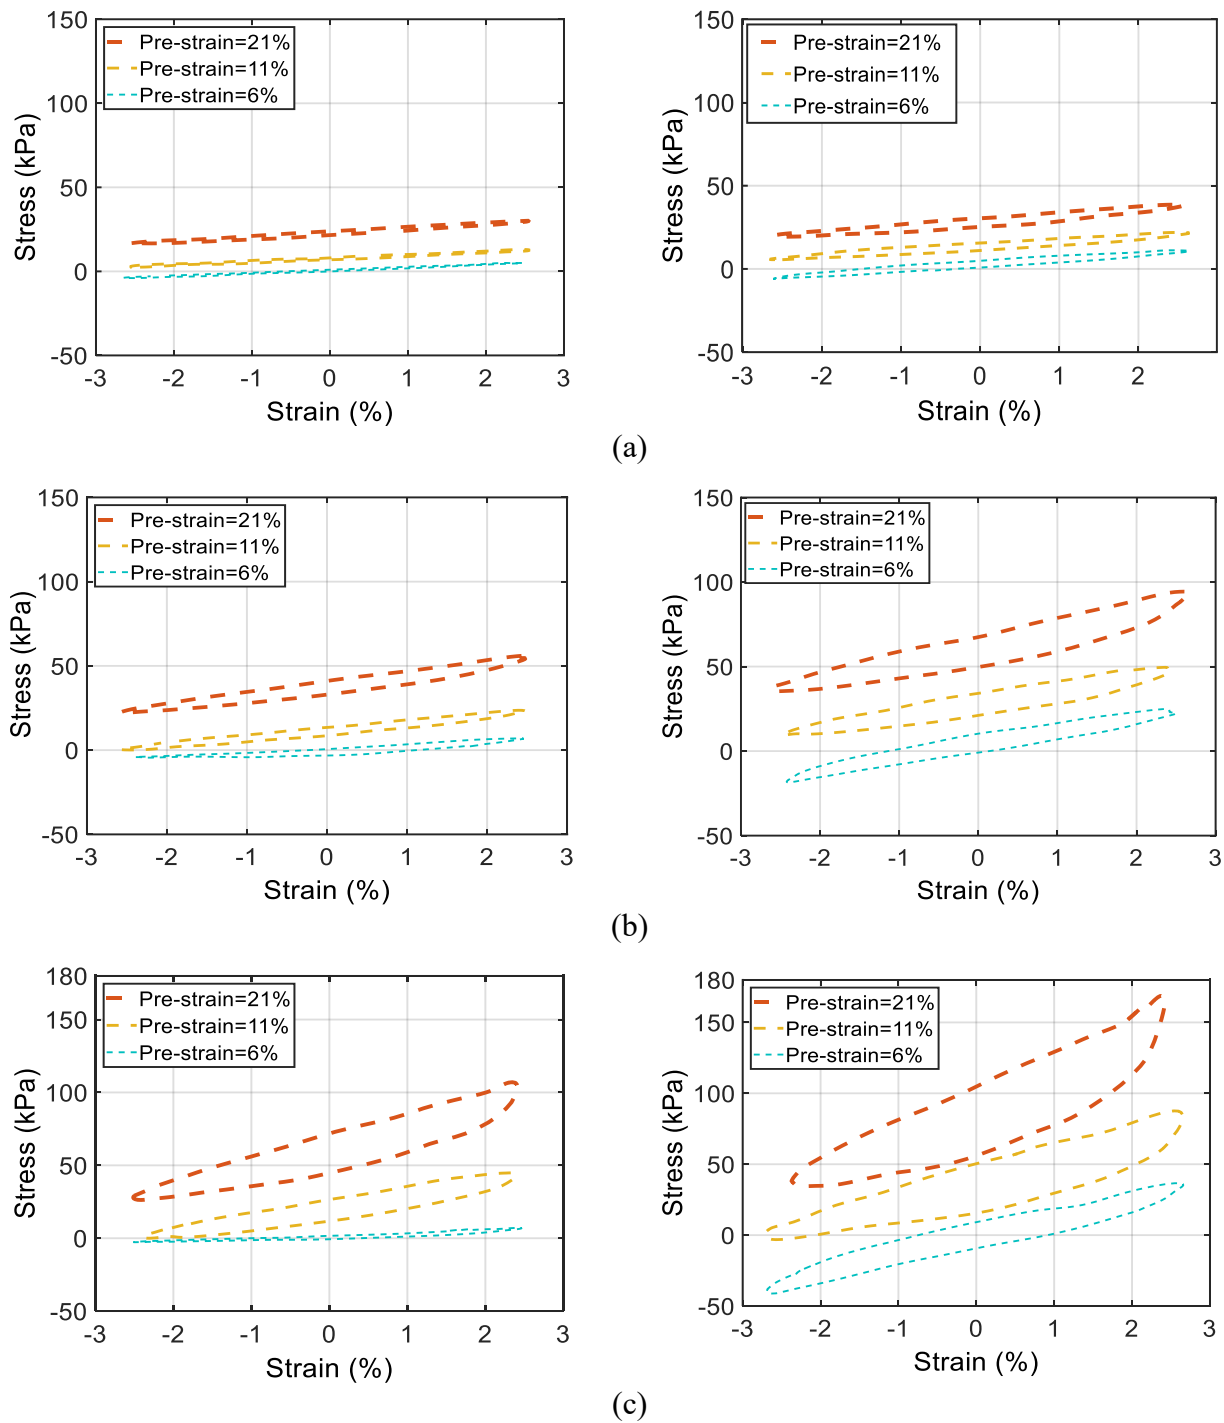 150
100
50
0
-50
Stress (kPa)
Pre-strain=21%
Pre-strain=11%
Pre-strain=6%
-3 -2 -1 0 1 2 3
Strain (%)
150
100
50
0
-50
Stress (kPa)
Pre-strain=21%
Pre-strain=11%
Pre-strain=6%
-3 -2 -1 0 1 2
Strain (%)
(a)
150
100
50
0
-50
Stress (kPa)
Pre-strain=21%
Pre-strain=11%
Pre-strain=6%
-3 -2 -1 0 1 2 3
Strain (%)
150
100
50
0
-50
Stress (kPa)
Pre-strain=21%
Pre-strain=11%
Pre-strain=6%
-3 -2 -1 0 1 2 3
Strain (%)
(b)
180
150
100
50
0
-50
Stress (kPa)
Pre-strain=21%
Pre-strain=11%
Pre-strain=6%
-3 -2 -1 0 1 2 3
Strain (%)
180
150
100
50
0
-50
Stress (kPa)
Pre-strain=21%
Pre-strain=11%
Pre-strain=6%
-3 -2 -1 0 1 2 3
Strain (%)
(c)